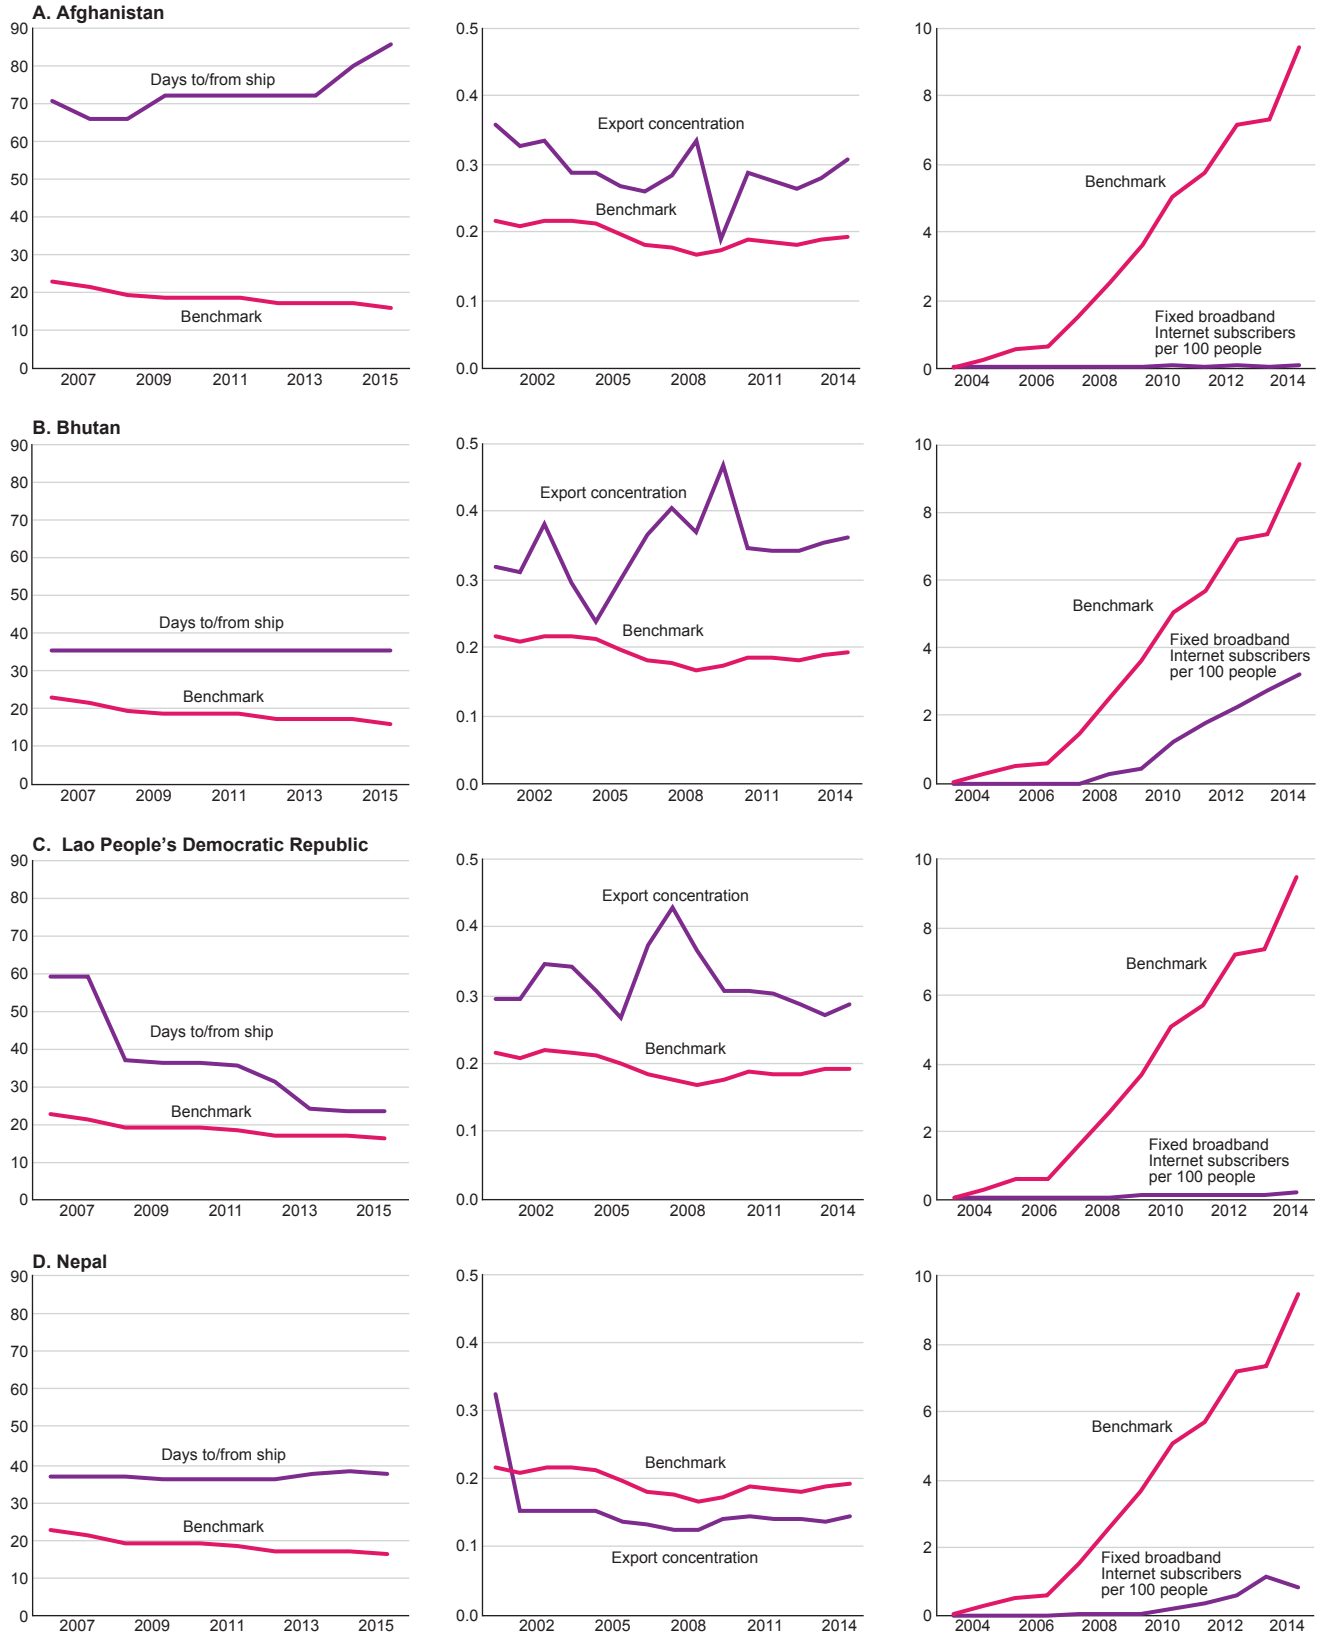 A. Afghanistan
90
80
70
60
50
40
30
20
10
0
Days to/from ship
Benchmark
2007 2009 2011 2013 2015
0.5
0.4
0.3
0.2
0.1
0.0
Export concentration
Benchmark
2002 2005 2008 2011 2014
10
8
6
4
2
0
Benchmark
Fixed broadband
Internet subscribers
per 100 people
2004 2006 2008 2010 2012 2014
B. Bhutan
90
80
70
60
50
40
30
20
10
0
Days to/from ship
Benchmark
2007 2009 2011 2013 2015
0.5
0.4
0.3
0.2
0.1
0.0
Export concentration
Benchmark
2002 2005 2008 2011 2014
10
8
6
4
2
0
Benchmark
Fixed broadband
Internet subscribers
per 100 people
2004 2006 2008 2010 2012 2014
C. Lao People’s Democratic Republic
90
80
70
60
50
40
30
20
10
0
Days to/from ship
Benchmark
2007 2009 2011 2013 2015
0.5
0.4
0.3
0.2
0.1
0.0
Export concentration
Benchmark
2002 2005 2008 2011 2014
10
8
6
4
2
0
Benchmark
Fixed broadband
Internet subscribers
per 100 people
2004 2006 2008 2010 2012 2014
D. Nepal
90
80
70
60
50
40
30
20
10
0
Days to/from ship
Benchmark
2007 2009 2011 2013 2015
0.5
0.4
0.3
0.2
0.1
0.0
Benchmark
Export concentration
2002 2005 2008 2011 2014
10
8
6
4
2
0
Benchmark
Fixed broadband
Internet subscribers
per 100 people
2004 2006 2008 2010 2012 2014